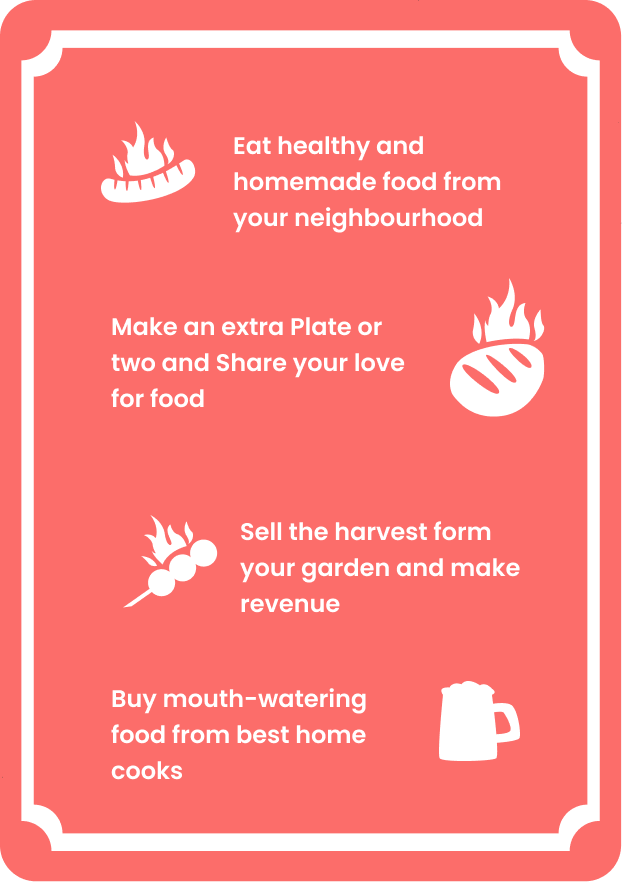 Eat healthy and
homemade food from
your neighbourhood
Make an extra Plate or
two and Share your love
for food
Sell the harvest form
your garden and make
revenue
Buy mouth-watering
food from best home
cooks